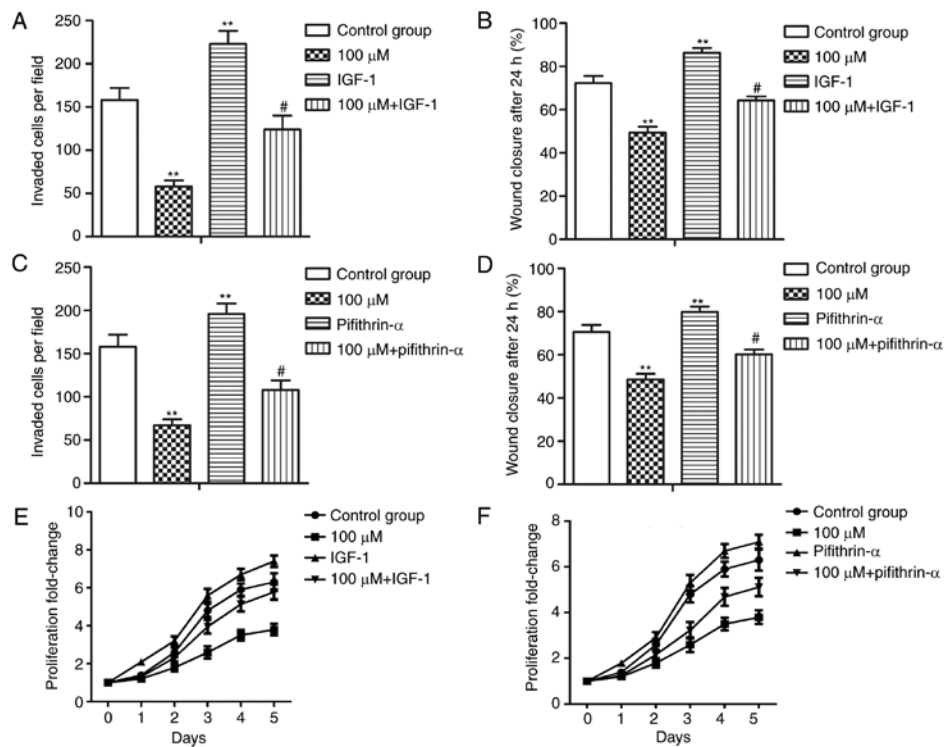 A
Invaded cells per field
250
200
150
100
50
0
**
**
#
Control group
100 μM
IGF-1
100 μM+IGF-1
B
Wound closure after 24 h (%)
100
80
60
40
20
0
**
**
#
Control group
100 μM
IGF-1
100 μM+IGF-1
C
Invaded cells per field
250
200
150
100
50
0
**
**
#
Control group
100 μM
Pifithrin-α
100 μM+pifithrin-α
D
Wound closure after 24 h (%)
100
80
60
40
20
0
**
**
#
Control group
100 μM
Pifithrin-α
100 μM+pifithrin-α
E
Proliferation fold-change
10
8
6
4
2
0
0 1 2 3 4 5
Days
Control group
100 μM
IGF-1
100 μM+IGF-1
F
Proliferation fold-change
8
6
4
2
0
0 1 2 3 4 5
Days
Control group
100 μM
Pifithrin-α
100 μM+pifithrin-α